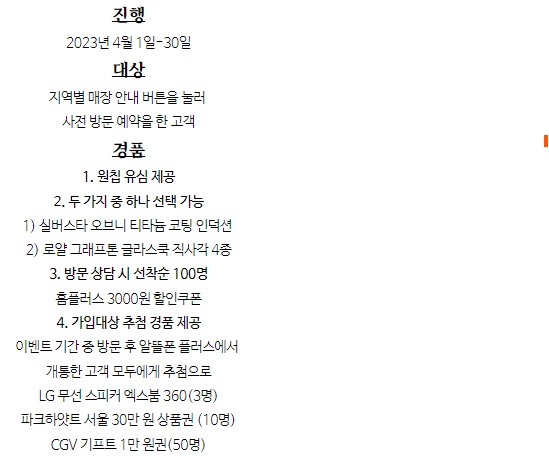 진행
2023년 4월 1일-30일
대상
지역별 매장 안내 버튼을 눌러
사전 방문 예약을 한 고객
경품
1. 원칩 유심 제공
2. 두 가지 중 하나 선택 가능
1) 실버스타 오브니 티타늄 코팅 인덕션
2) 로얄 그래프톤 글라스쿡 직사각 4종
3. 방문 상담 시 선착순 100명
홈플러스 3000원 할인쿠폰
4. 가입대상 추첨 경품 제공
이벤트 기간 중 방문 후 알뜰폰 플러스에서
개통한 고객 모두에게 추첨으로
LG 무선 스피커 엑스붐 360(3명)
파크하얏트 서울 30만 원 상품권 (10명)
CGV 기프트 1만 원권(50명)